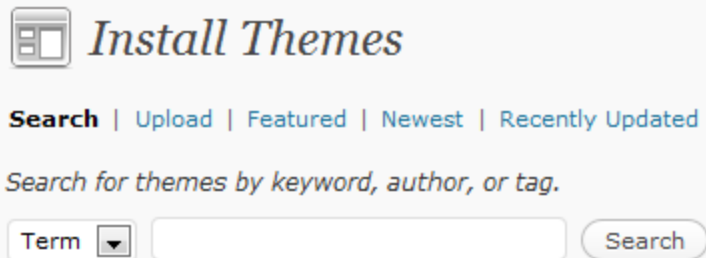 Install Themes
Search | Upload | Featured | Newest | Recently Updated
Search for themes by keyword, author, or tag.
Term Search